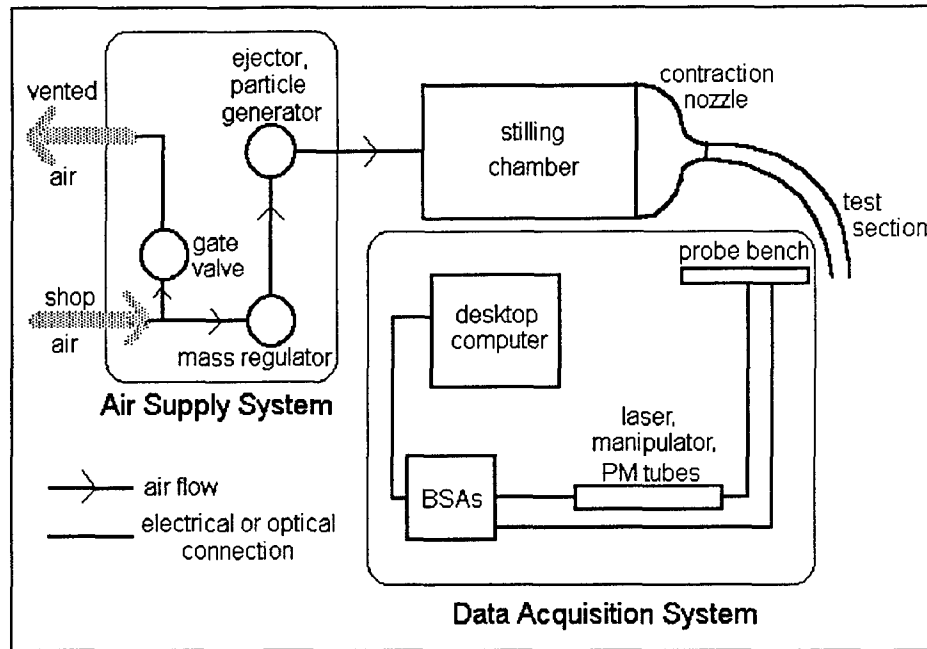 vented
air
ejector,
particle
generator
gate
valve
shop
air
mass regulator
Air Supply System
stilling
chamber
contraction
nozzle
test
section
probe bench
desktop
computer
laser,
manipulator,
PM tubes
BSAs
Data Acquisition System
air flow
electrical or optical
connection